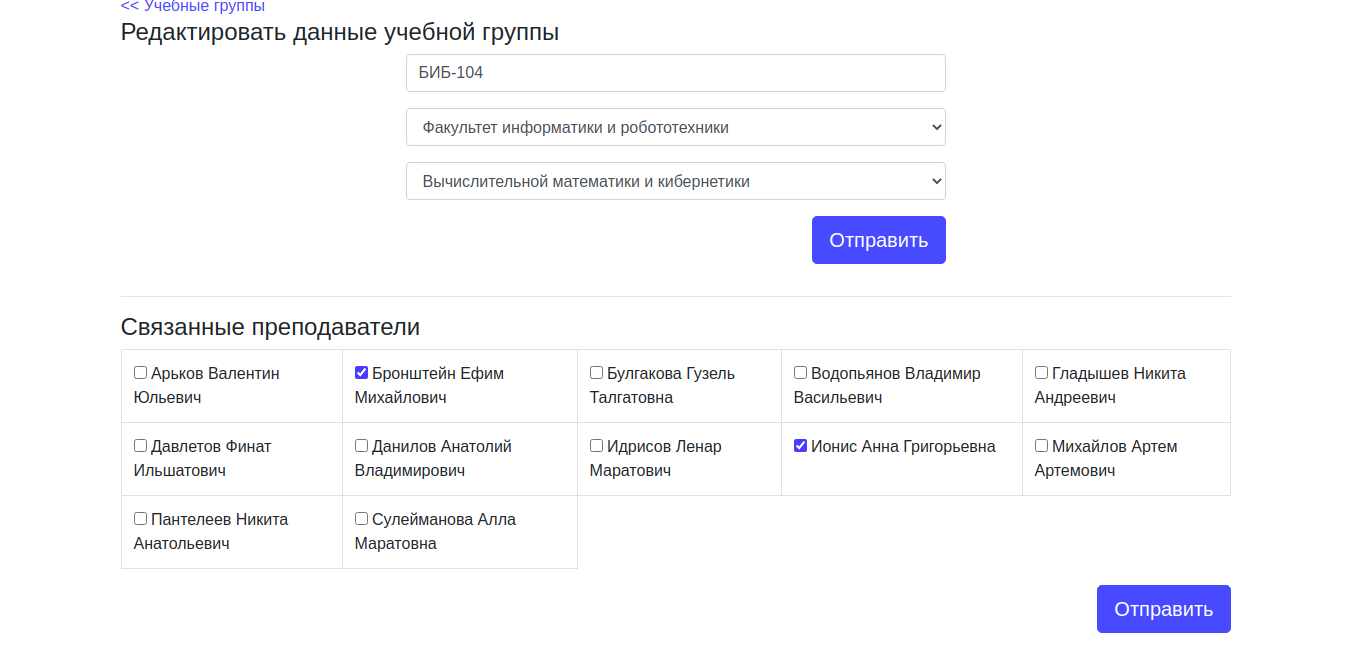 << Учебные группы
Редактировать данные учебной группы
БИБ-104
Факультет информатики и робототехники
Вычислительной математики и кибернетики
Отправить
Связанные преподаватели
Арьков Валентин
Юльевич
Бронштейн Ефим
Михайлович
Булгакова Гузель
Талгатовна
Водопьянов Владимир
Васильевич
Гладышев Никита
Андреевич
Давлетов Финат
Ильшатович
Данилов Анатолий
Владимирович
Идрисов Ленар
Маратович
Ионис Анна Григорьевна
Михайлов Артем
Артемович
Пантелеев Никита
Анатольевич
Сулейманова Алла
Маратовна
Отправить